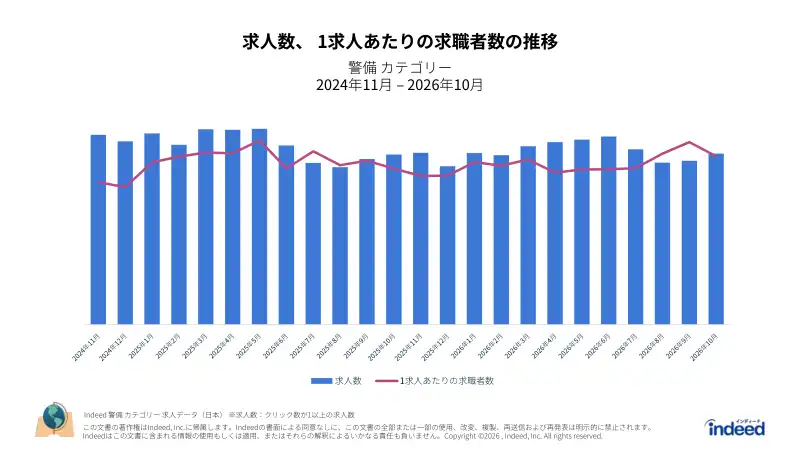 求人数、 1求人あたりの求職者数の推移
警備 カテゴリー
2024年11月 – 2026年10月
2024年11月
2024年12月
2025年1月
2025年2月
2025年3月
2025年4月
2025年5月
2025年6月
2025年7月
2025年8月
2025年9月
2025年10月
2025年11月
2025年12月
2026年1月
2026年2月
2026年3月
2026年4月
2026年5月
2026年6月
2026年7月
2026年8月
2026年9月
2026年10月
求人数
1求人あたりの求職者数
Indeed 警備 カテゴリー 求人データ（日本） ※求人数：クリック数が1以上の求人数
この文書の著作権はIndeed, Inc.に帰属します。Indeedの書面による同意なしに、この文書の全部または一部の使用、改変、複製、再送信および再発表は明示的に禁止されます。
Indeedはこの文書に含まれる情報の使用もしくは適用、またはそれらの解釈によるいかなる責任も負いません。Copyright ©2026 , Indeed, Inc. All rights reserved.
インディード
indeed